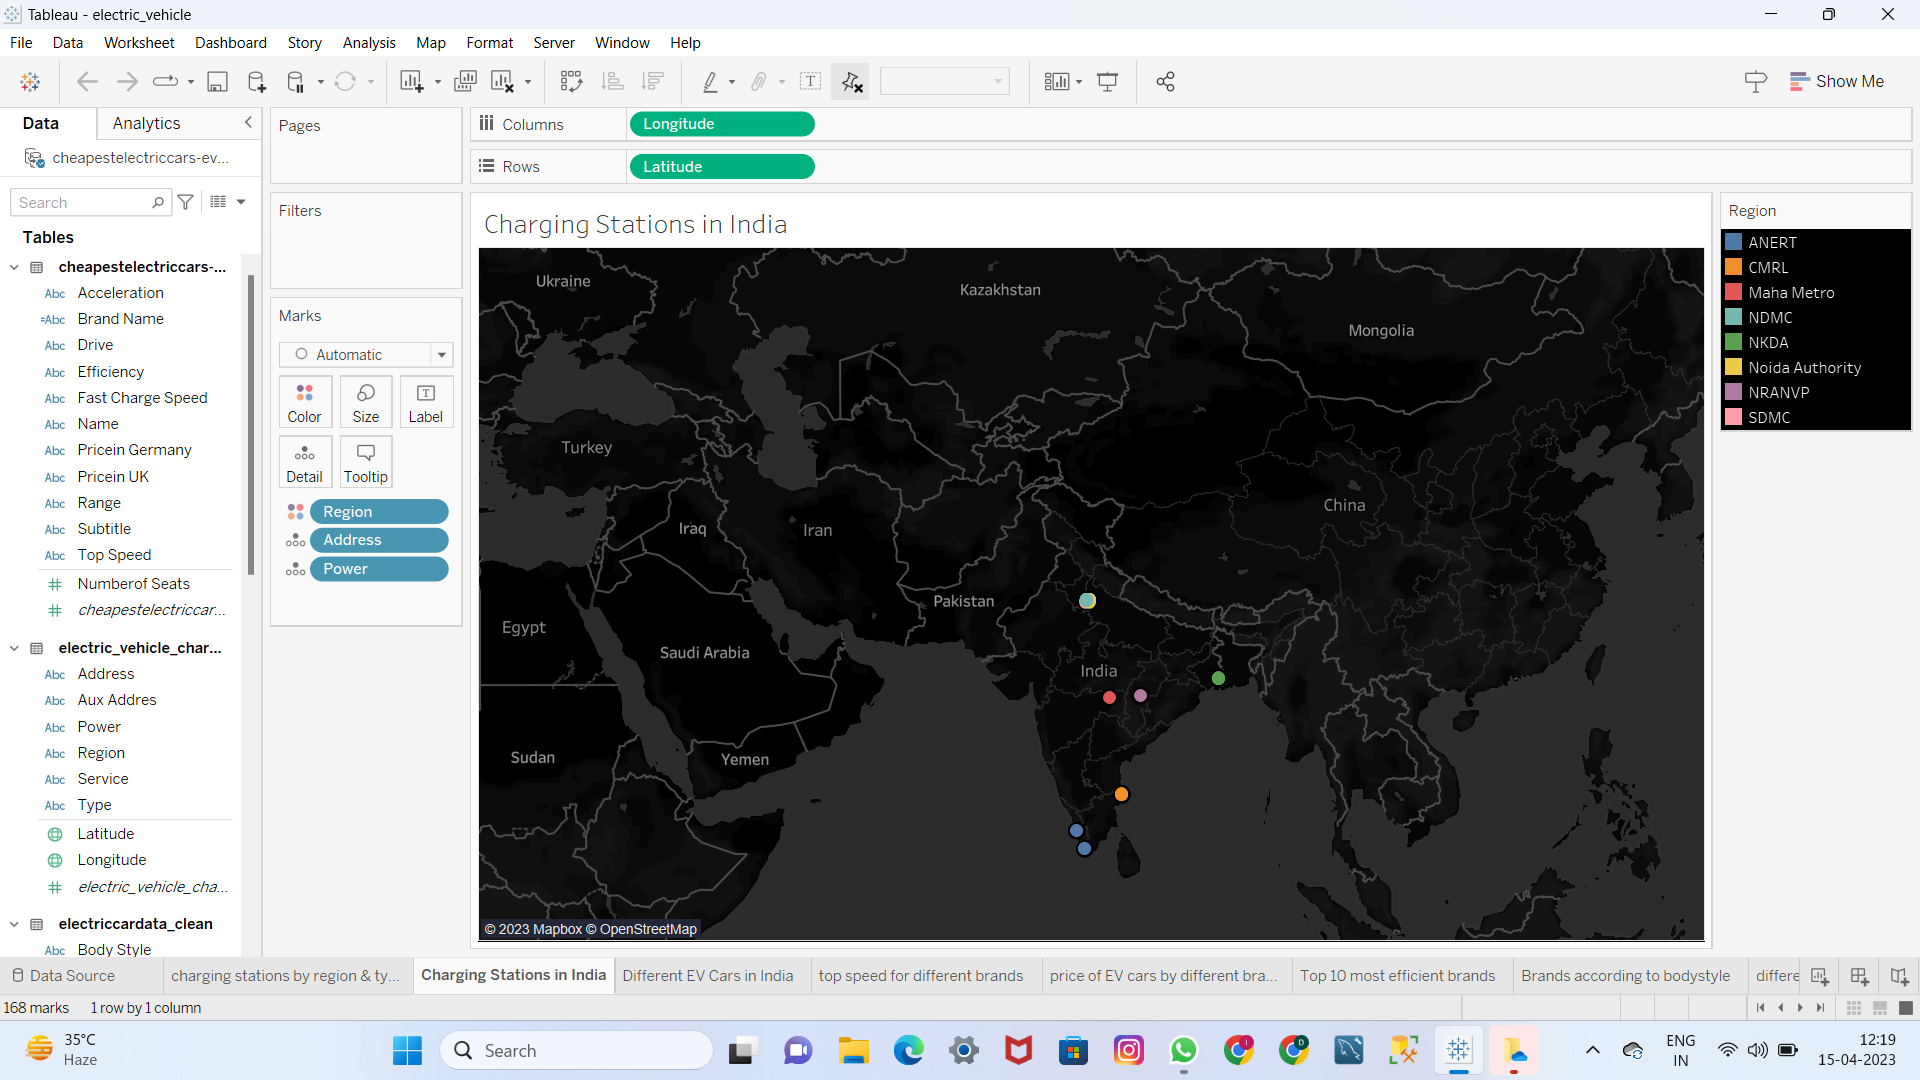 Tableau - electric_vehicle
File Data Worksheet Dashboard Story Analysis Map Format Server Window Help
Show Me
Data Analytics
cheapestelectriccars-ev...
Search
Tables
cheapestelectriccars-...
Abc Acceleration
=Abc Brand Name
Abc Drive
Abc Efficiency
Abc Fast Charge Speed
Abc Name
Abc Pricein Germany
Abc Pricein UK
Abc Range
Abc Subtitle
Abc Top Speed
Numberof Seats
cheapestelectriccar...
electric_vehicle_char...
Abc Address
Abc Aux Addres
Abc Power
Abc Region
Abc Service
Abc Type
Latitude
Longitude
electric_vehicle_cha...
electriccardata_clean
Abc Body Style
Pages
Filters
Marks
Automatic
Color Size Label
Detail Tooltip
Region
Address
Power
Columns Longitude
Rows Latitude
Charging Stations in India
Ukraine
Kazakhstan
Mongolia
Turkey
China
Iraq
Iran
Pakistan
Egypt
Saudi Arabia
India
Sudan
Yemen
© 2023 Mapbox © OpenStreetMap
Region
ANERT
CMRL
Maha Metro
NDMC
NKDA
Noida Authority
NRANVP
SDMC
Data Source charging stations by region & ty... Charging Stations in India Different EV Cars in India top speed for different brands price of EV cars by different bra... Top 10 most efficient brands Brands according to bodystyle differe
168 marks 1 row by 1 column
35°C
Haze
Search
ENG
IN
12:19
15-04-2023